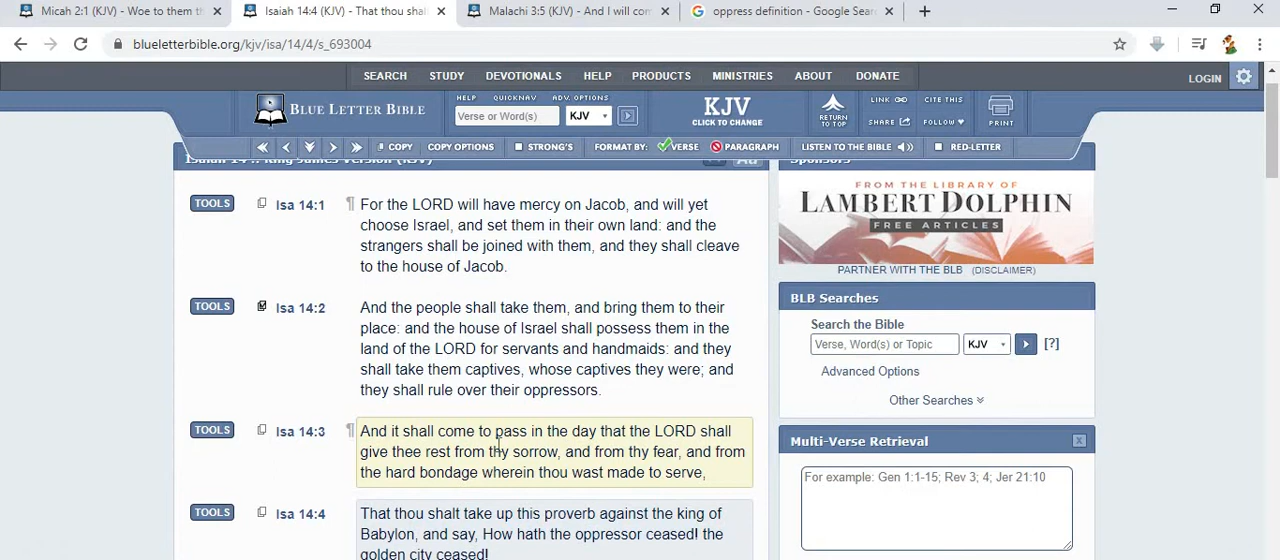 Micah 2:1 (KJV) - Woe to them th
Isaiah 14:4 (KJV) - That thou shal
Malachi 3:5 (KJV) - And I will com
oppress definition - Google Sear
blueletterbible.org/kjv/isa/14/4/s_693004
SEARCH STUDY DEVOTIONALS HELP PRODUCTS MINISTRIES ABOUT DONATE LOGIN
BLUE LETTER BIBLE
HELP QUICKNAV ADV. OPTIONS
Verse or Word(s) KJV
KJV
CLICK TO CHANGE
RETURN
TO TOP
LINK CITE THIS
SHARE FOLLOW
PRINT
COPY COPY OPTIONS STRONG'S FORMAT BY: VERSE PARAGRAPH LISTEN TO THE BIBLE RED-LETTER
Isaiah 14 :: King James Version (KJV)
Aa
TOOLS Isa 14:1 ¶ For the LORD will have mercy on Jacob, and will yet
choose Israel, and set them in their own land: and the
strangers shall be joined with them, and they shall cleave
to the house of Jacob.
TOOLS Isa 14:2 And the people shall take them, and bring them to their
place: and the house of Israel shall possess them in the
land of the LORD for servants and handmaids: and they
shall take them captives, whose captives they were; and
they shall rule over their oppressors.
TOOLS Isa 14:3 ¶ And it shall come to pass in the day that the LORD shall
give thee rest from thy sorrow, and from thy fear, and from
the hard bondage wherein thou wast made to serve,
TOOLS Isa 14:4 That thou shalt take up this proverb against the king of
Babylon, and say, How hath the oppressor ceased! the
golden city ceased!
Sponsors
FROM THE LIBRARY OF
LAMBERT DOLPHIN
FREE ARTICLES
PARTNER WITH THE BLB (DISCLAIMER)
BLB Searches
Search the Bible
Verse, Word(s) or Topic KJV [?]
Advanced Options
Other Searches
Multi-Verse Retrieval
For example: Gen 1:1-15; Rev 3; 4; Jer 21:10